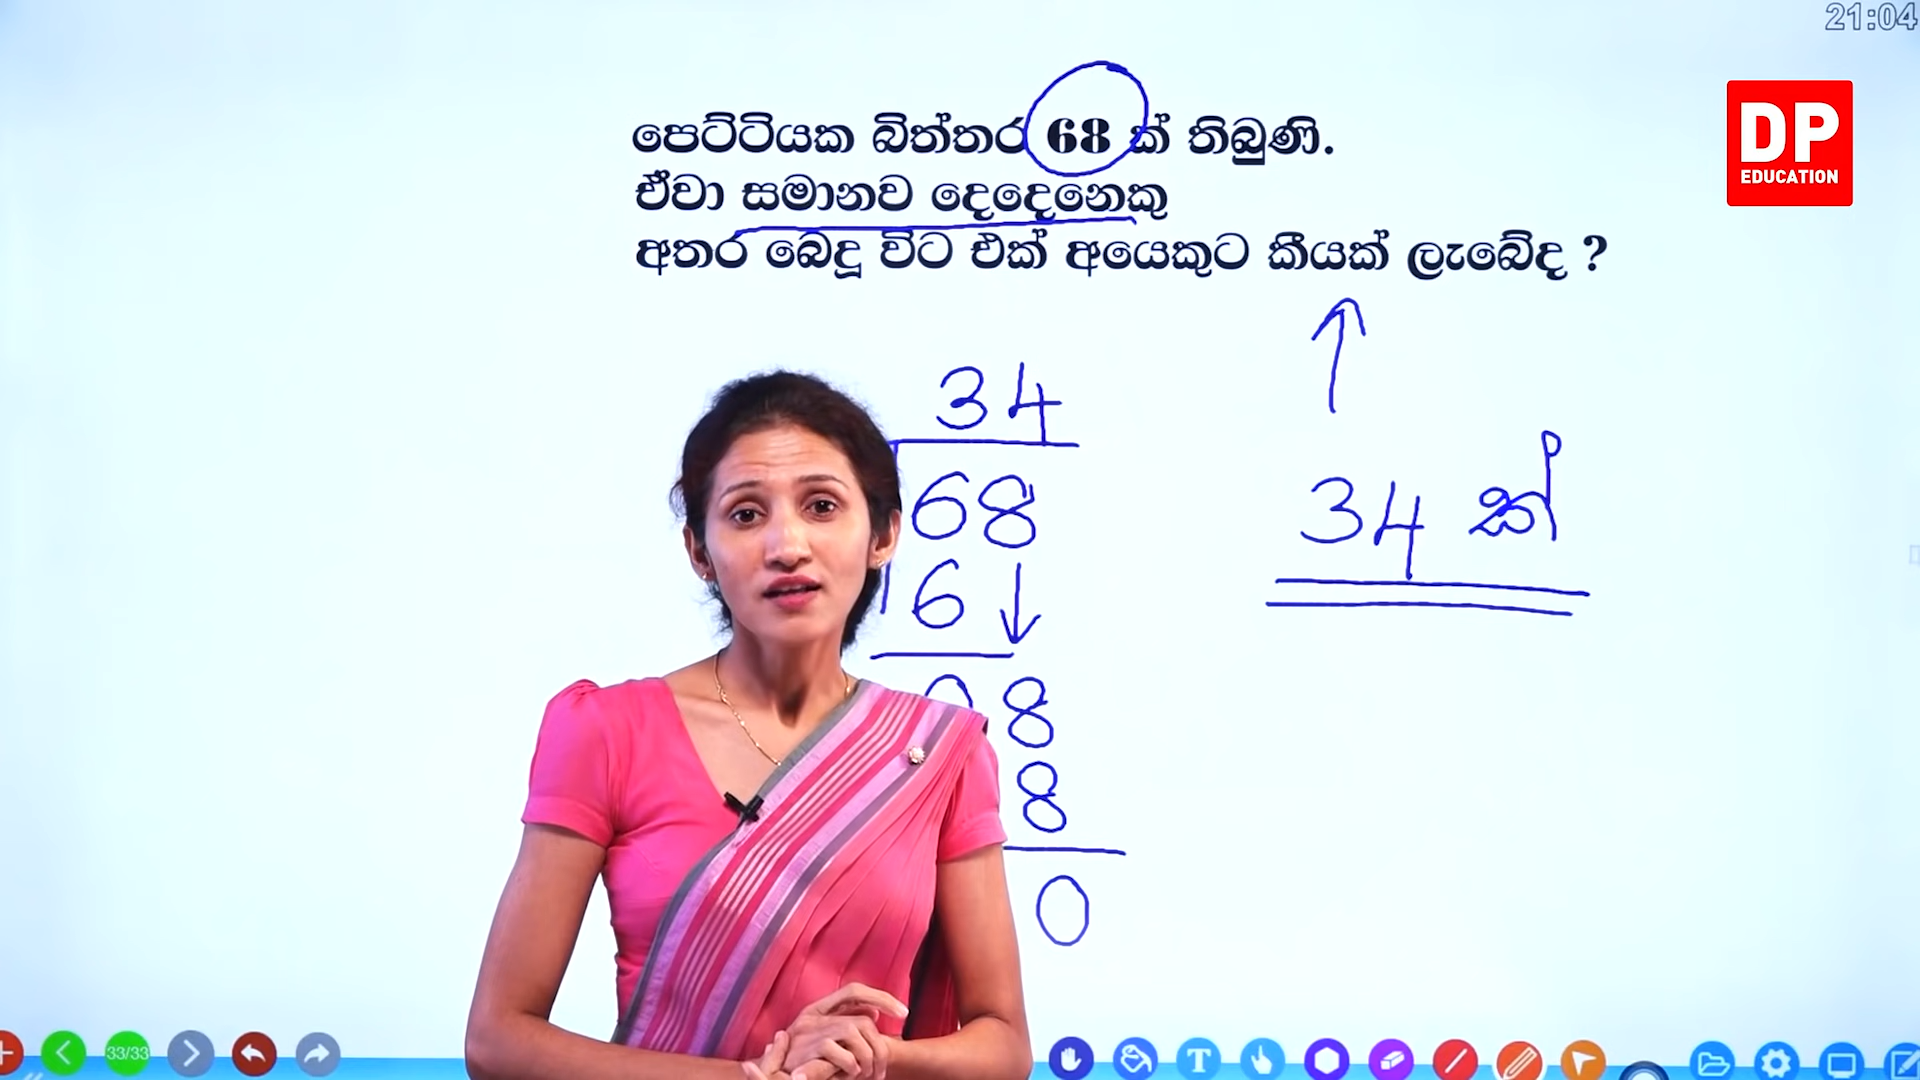 21:04
DP
EDUCATION
පෙට්ටියක බිත්තර 68 ක් තිබුණි.
ඒවා සමානව දෙදෙනෙකු
අතර බෙදූ විට එක් අයෙකුට කීයක් ලැබේද ?
34
68
6
08
8
0
34 ක්
33/33
T